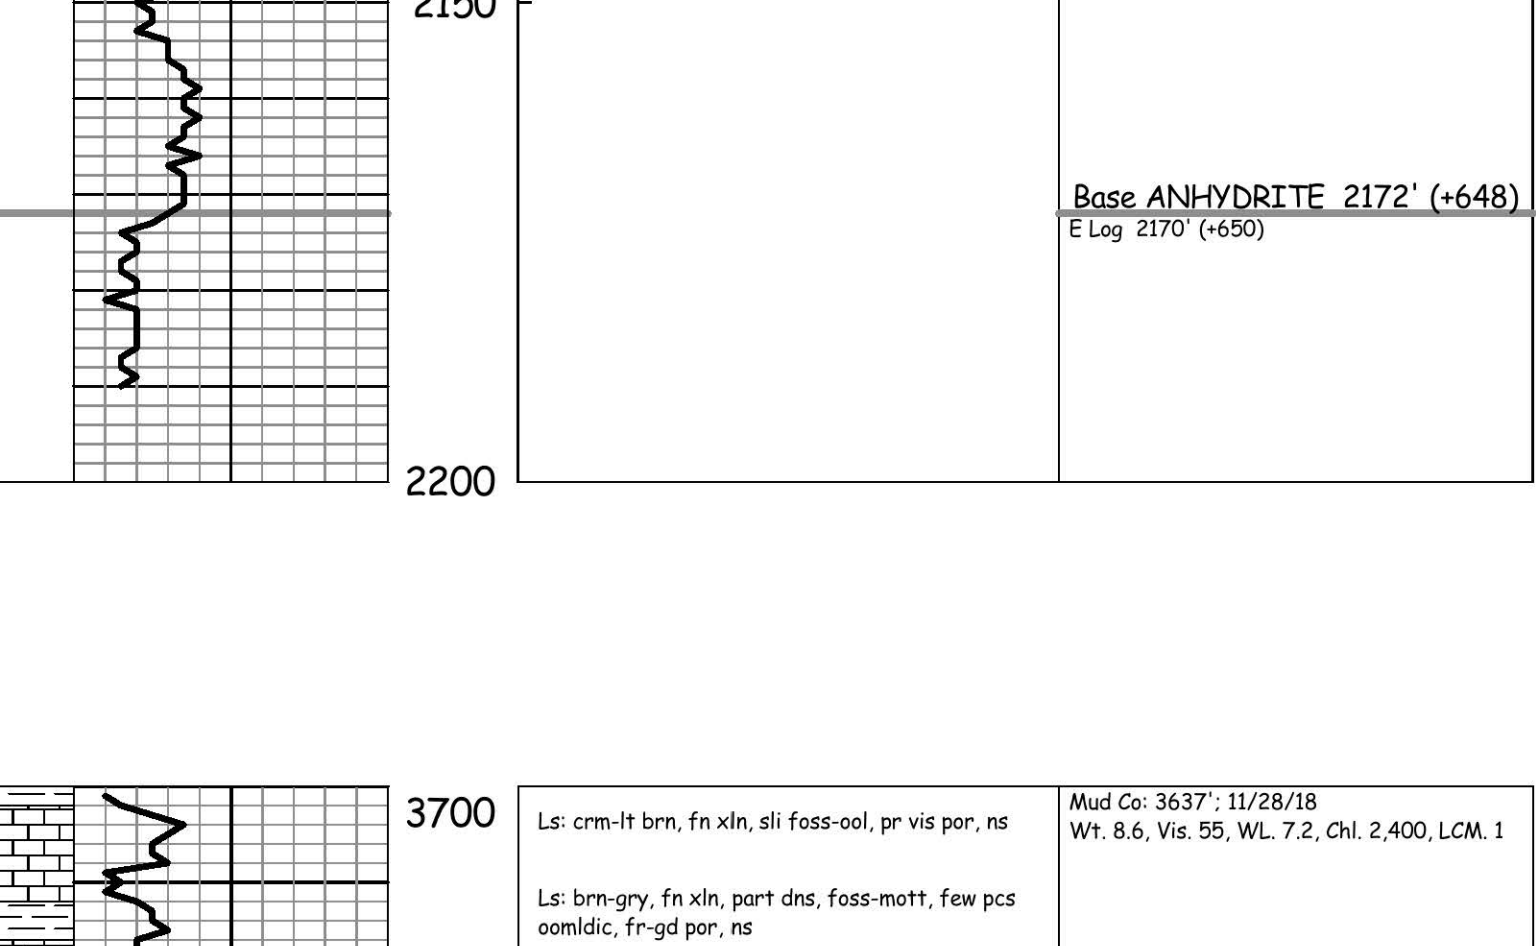 2150
Base ANHYDRITE 2172' (+648)
E Log 2170' (+650)
2200
3700
Ls: crm-lt brn, fn xln, sli foss-ool, pr vis por, ns
Mud Co: 3637'; 11/28/18
Wt. 8.6, Vis. 55, WL. 7.2, Chl. 2,400, LCM. 1
Ls: brn-gry, fn xln, part dns, foss-mott, few pcs
oomldic, fr-gd por, ns